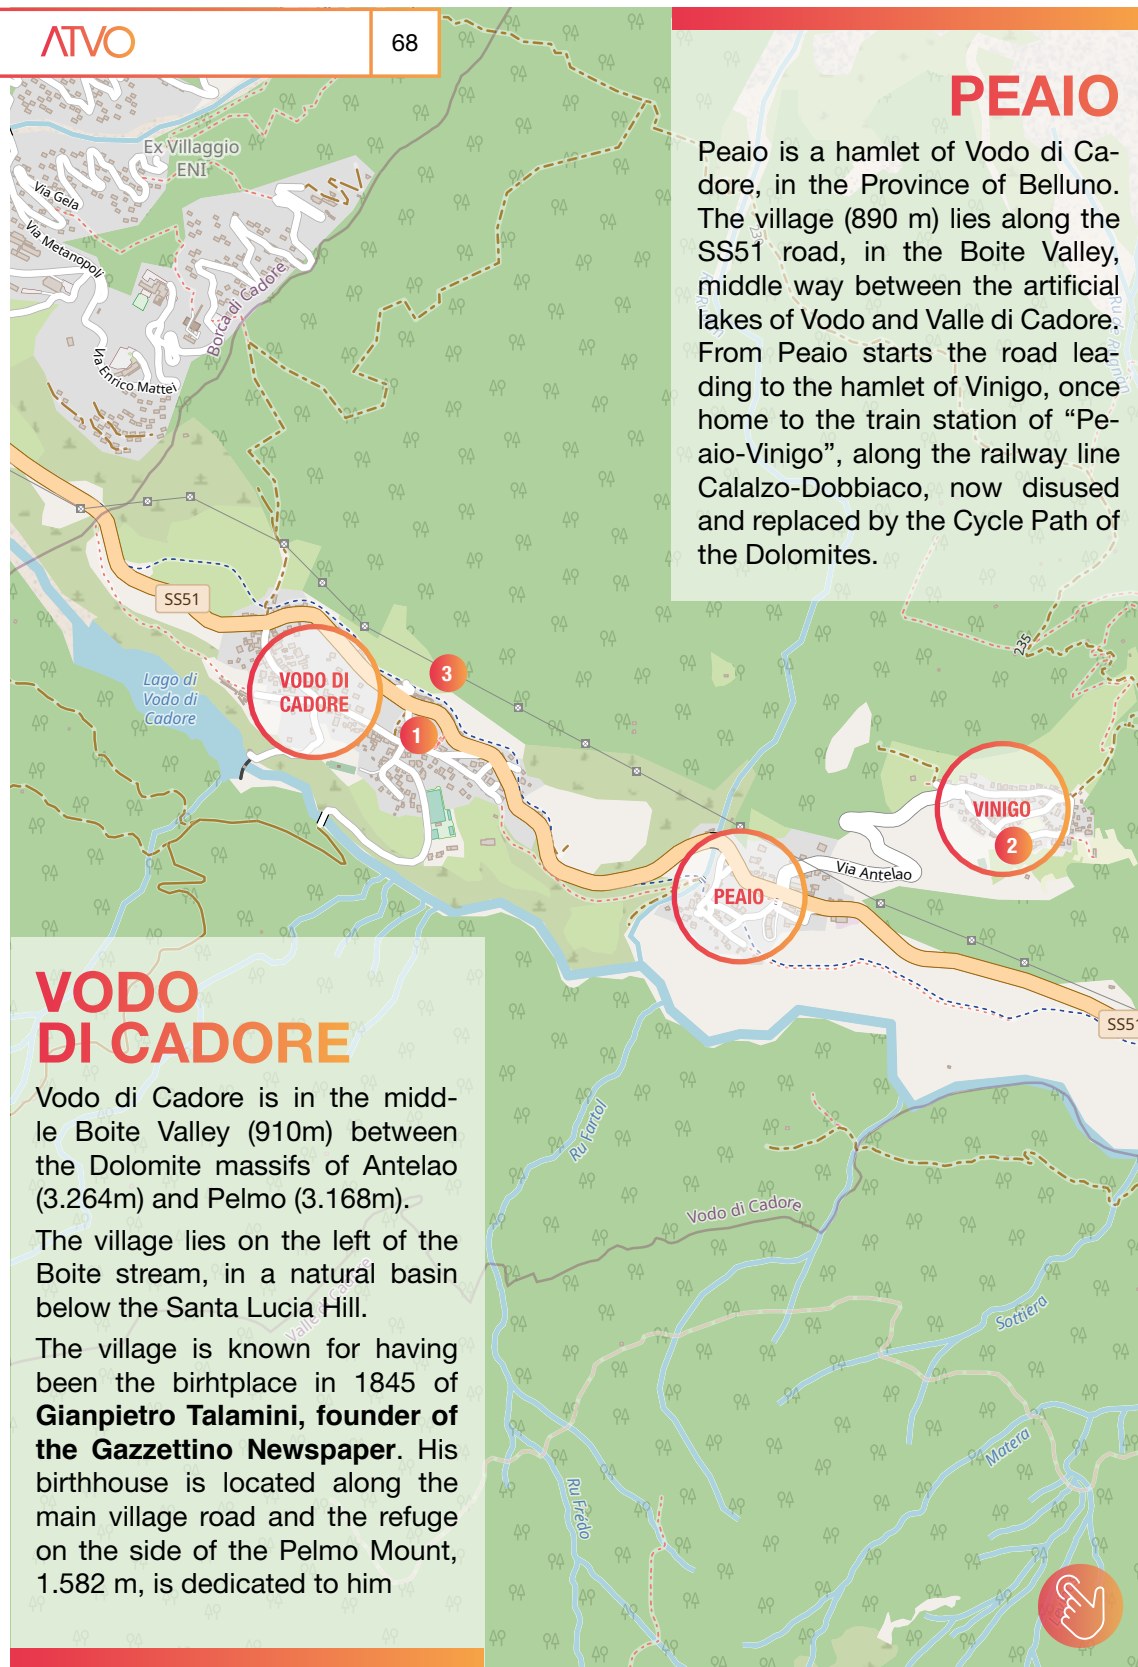 ATVO
68
PEAIO
Peaio is a hamlet of Vodo di Ca-
dore, in the Province of Belluno.
The village (890 m) lies along the
SS51 road, in the Boite Valley,
middle way between the artificial
lakes of Vodo and Valle di Cadore.
From Peaio starts the road lea-
ding to the hamlet of Vinigo, once
home to the train station of “Pe-
aio-Vinigo”, along the railway line
Calalzo-Dobbiaco, now disused
and replaced by the Cycle Path of
the Dolomites.
Ex Villaggio
ENI
Via Gela
Via Metanopoli
Borca di Cadore
Via Enrico Mattei
SS51
235
Lago di
Vodo di
Cadore
VODO DI
CADORE
3
1
VINIGO
2
Via Antelao
PEAIO
SS51
VODO
DI CADORE
Vodo di Cadore is in the midd-
le Boite Valley (910m) between
the Dolomite massifs of Antelao
(3.264m) and Pelmo (3.168m).
The village lies on the left of the
Boite stream, in a natural basin
below the Santa Lucia Hill.
The village is known for having
been the birhtplace in 1845 of
Gianpietro Talamini, founder of
the Gazzettino Newspaper. His
birthhouse is located along the
main village road and the refuge
on the side of the Pelmo Mount,
1.582 m, is dedicated to him
Valle di Cadore
Ru Fartol
Vodo di Cadore
Sottiera
Matera
Ru Fredo